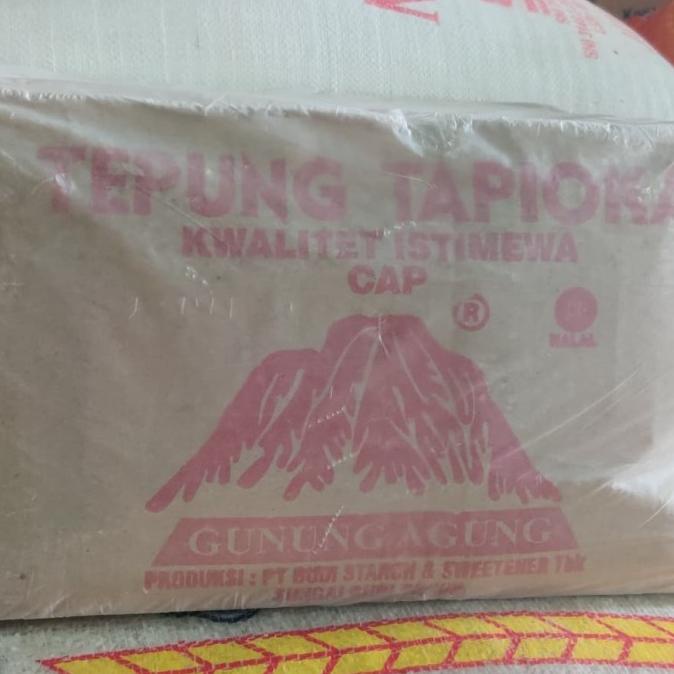 TEPUNG TAPIOKA
KWALITET ISTIMEWA
CAP
®
HALAL
GUNUNG AGUNG
PRODUKSI : PT BUDI STARCH & SWEETENER Tbk